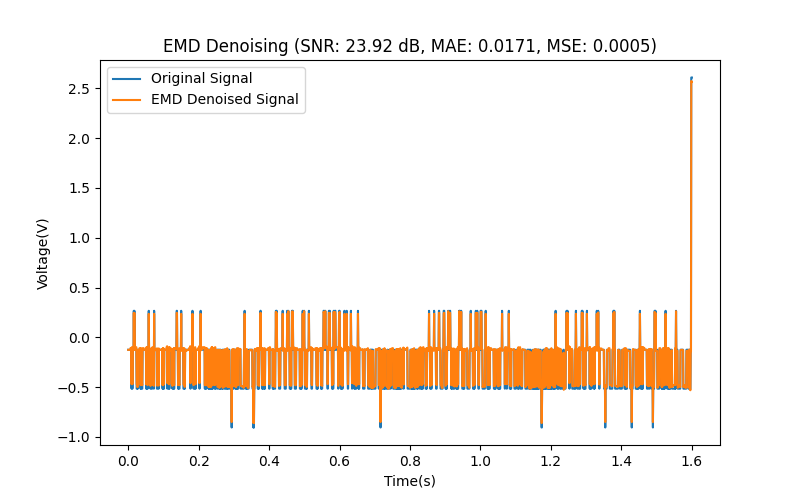 EMD Denoising (SNR: 23.92 dB, MAE: 0.0171, MSE: 0.0005)
Original Signal
EMD Denoised Signal
Voltage(V)
2.5
2.0
1.5
1.0
0.5
0.0
−0.5
−1.0
0.0 0.2 0.4 0.6 0.8 1.0 1.2 1.4 1.6
Time(s)